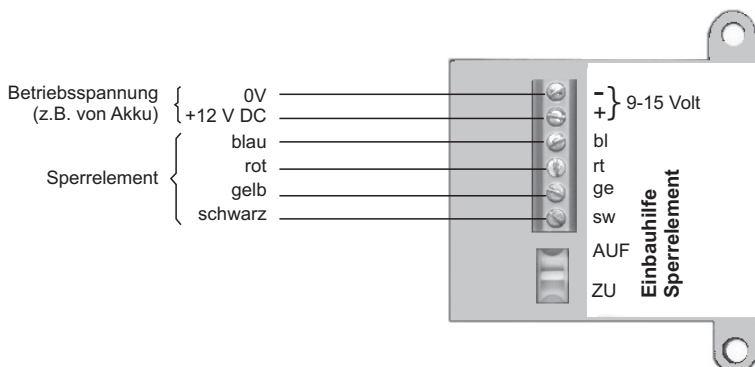 Betriebsspannung
(z.B. von Akku)
0V
+12 V DC
Sperrelement
blau
rot
gelb
schwarz
-
+
9-15 Volt
bl
rt
ge
sw
AUF
ZU
Einbauhilfe
Sperrelement